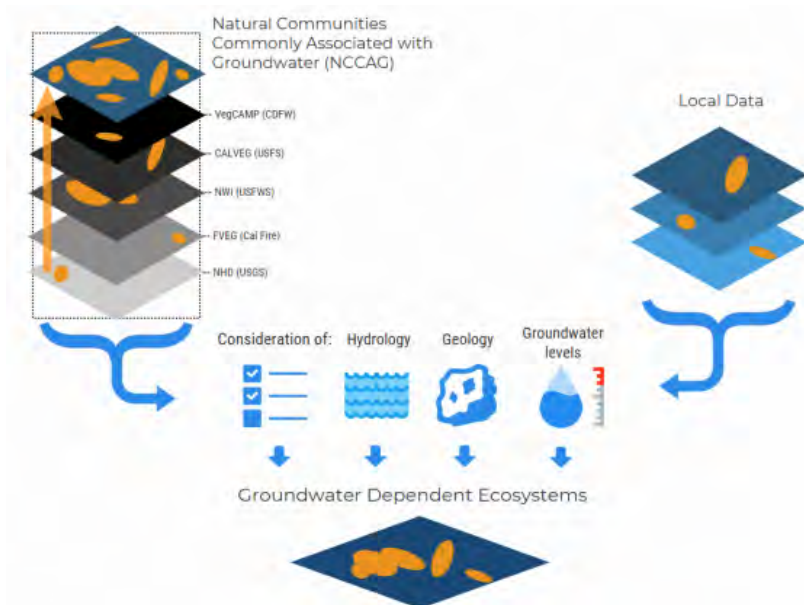 Natural Communities
Commonly Associated with
Groundwater (NCCAG)
VegCAMP (CDFW)
CALVEG (USFS)
NWI (USFWS)
FVEG (Cal Fire)
NHD (USGS)
Local Data
Consideration of:
Hydrology
Geology
Groundwater
levels
Groundwater Dependent Ecosystems